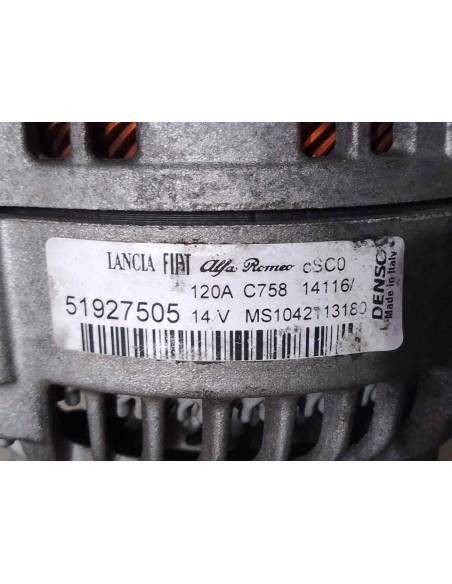 LANCIA FIAT Alfa Romeo cSC0
120A C758 14116/
51927505 14 V MS1042113180
DENSO
Made in Italy